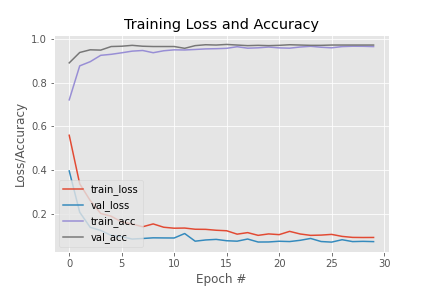 Training Loss and Accuracy
1.0
0.8
0.6
0.4
0.2
Loss/Accuracy
train_loss
val_loss
train_acc
val_acc
0 5 10 15 20 25 30
Epoch #